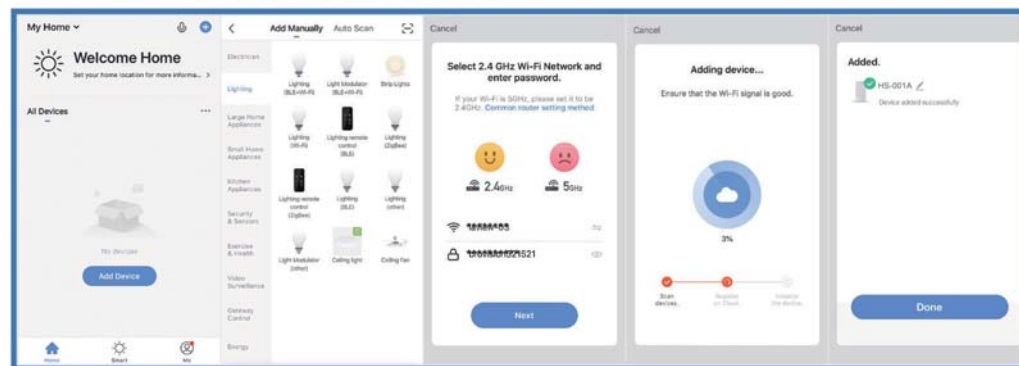 My Home
Welcome Home
Set your home location for more informa...
All Devices
No devices
Add Device
Home
Smart
Me
Add Manually
Auto Scan
Electrician
Lighting
Large Home
Appliances
Small Home
Appliances
Kitchen
Appliances
Security
& Sensors
Exercise
& Health
Video
Surveillance
Gateway
Control
Energy
Lighting
(BLE+Wi-Fi)
Light Modulator
(BLE+Wi-Fi)
Strip Lights
Lighting
(Wi-Fi)
Lighting remote
control
(BLE)
Lighting
(ZigBee)
Lighting remote
control
(ZigBee)
Lighting
(BLE)
Lighting
(other)
Light Modulator
(other)
Ceiling light
Ceiling Fan
Cancel
Select 2.4 GHz Wi-Fi Network and
enter password.
If your Wi-Fi is 5GHz, please set it to be
2.4GHz. Common router setting method
2.4GHz
5GHz
Next
Cancel
Adding device...
Ensure that the Wi-Fi signal is good.
3%
Scan
devices.
Register
on Cloud.
Initialize
the device.
Cancel
Added.
HS-001A
Device added successfully
Done